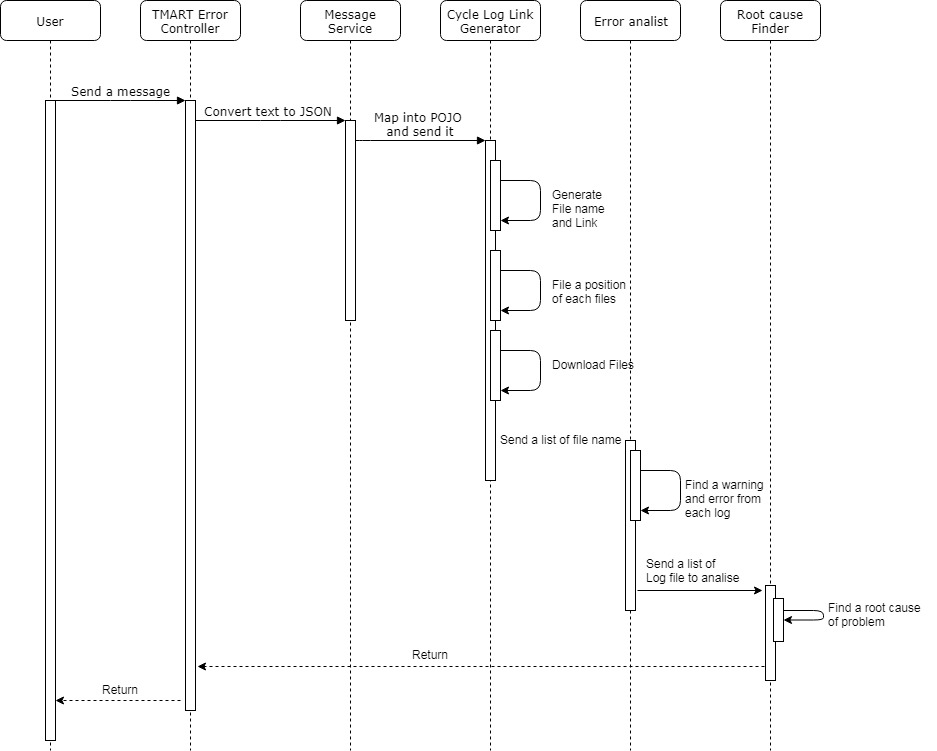 User
TMART Error
Controller
Message
Service
Cycle Log Link
Generator
Error analist
Root cause
Finder
Send a message
Convert text to JSON
Map into POJO
and send it
Generate
File name
and Link
File a position
of each files
Download Files
Send a list of file name
Find a warning
and error from
each log
Send a list of
Log file to analise
Find a root cause
of problem
Return
Return